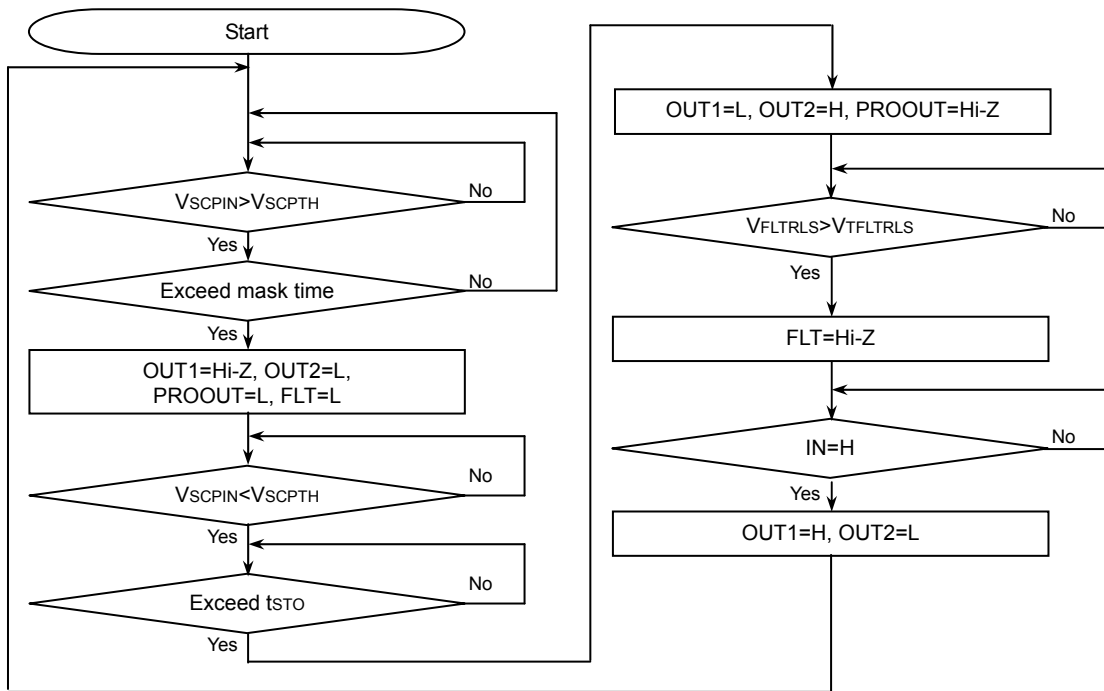 Start
VSCPIN>VSCPTH
No
Yes
Exceed mask time
No
Yes
OUT1=Hi-Z, OUT2=L,
PROOUT=L, FLT=L
VSCPIN<VSCPTH
No
Yes
Exceed tSTO
No
Yes
OUT1=L, OUT2=H, PROOUT=Hi-Z
VFLTRLS>VTFLTRLS
No
Yes
FLT=Hi-Z
IN=H
No
Yes
OUT1=H, OUT2=L